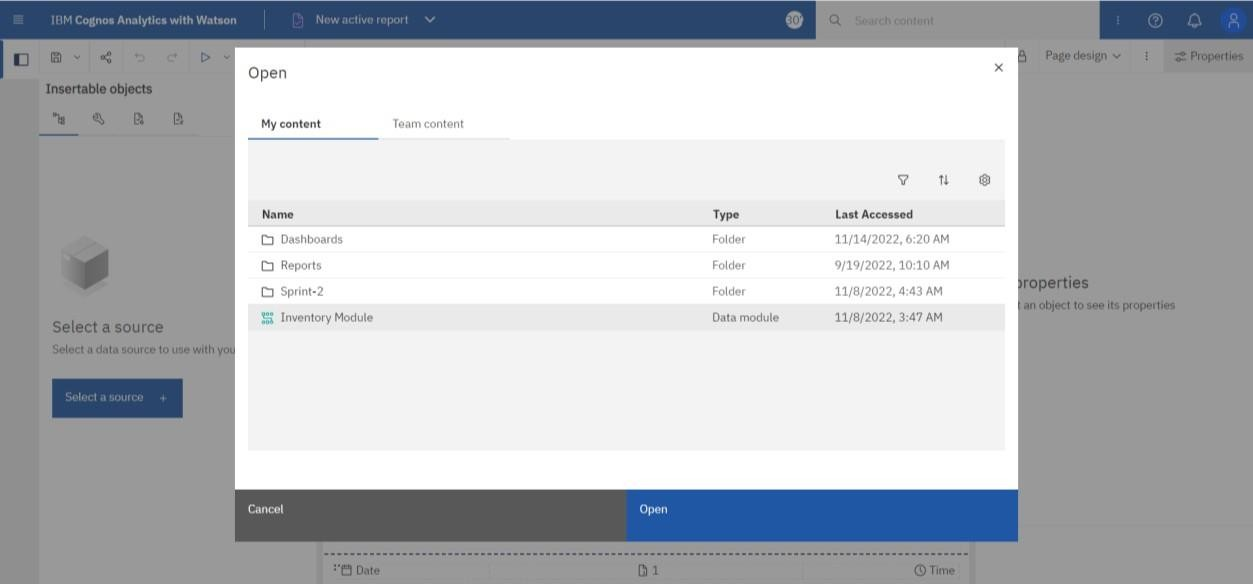 IBM Cognos Analytics with Watson
New active report
30'
Search content
Page design
Properties
Insertable objects
Open
My content
Team content
Name Type Last Accessed
Dashboards Folder 11/14/2022, 6:20 AM
Reports Folder 9/19/2022, 10:10 AM
Sprint-2 Folder 11/8/2022, 4:43 AM
Inventory Module Data module 11/8/2022, 3:47 AM
properties
t an object to see its properties
Select a source
Select a data source to use with you
Select a source +
Cancel
Open
Date 1 Time